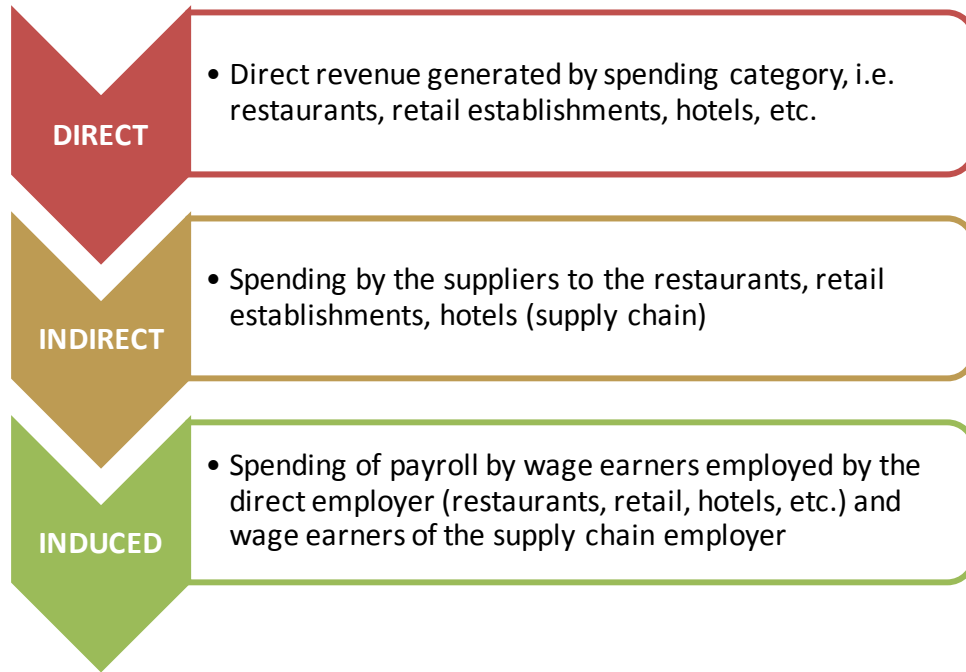 DIRECT
• Direct revenue generated by spending category, i.e.
restaurants, retail establishments, hotels, etc.
INDIRECT
• Spending by the suppliers to the restaurants, retail
establishments, hotels (supply chain)
INDUCED
• Spending of payroll by wage earners employed by the
direct employer (restaurants, retail, hotels, etc.) and
wage earners of the supply chain employer